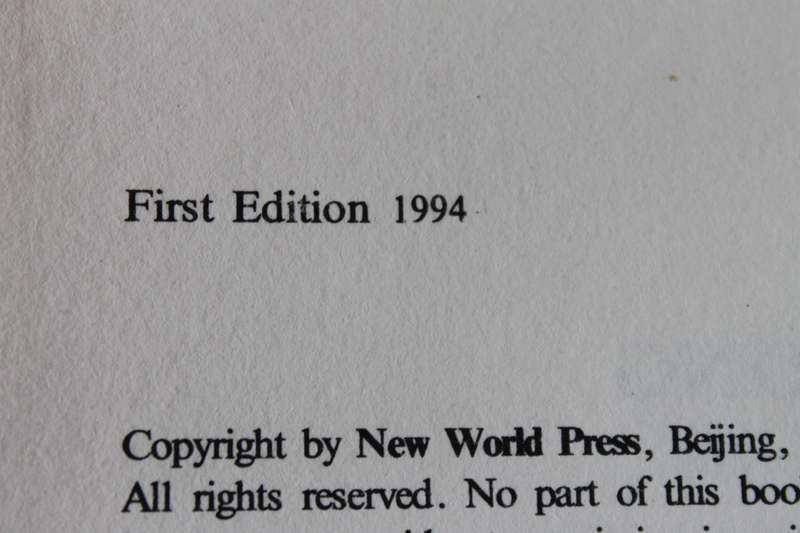 First Edition 1994
Copyright by New World Press, Beijing,
All rights reserved. No part of this